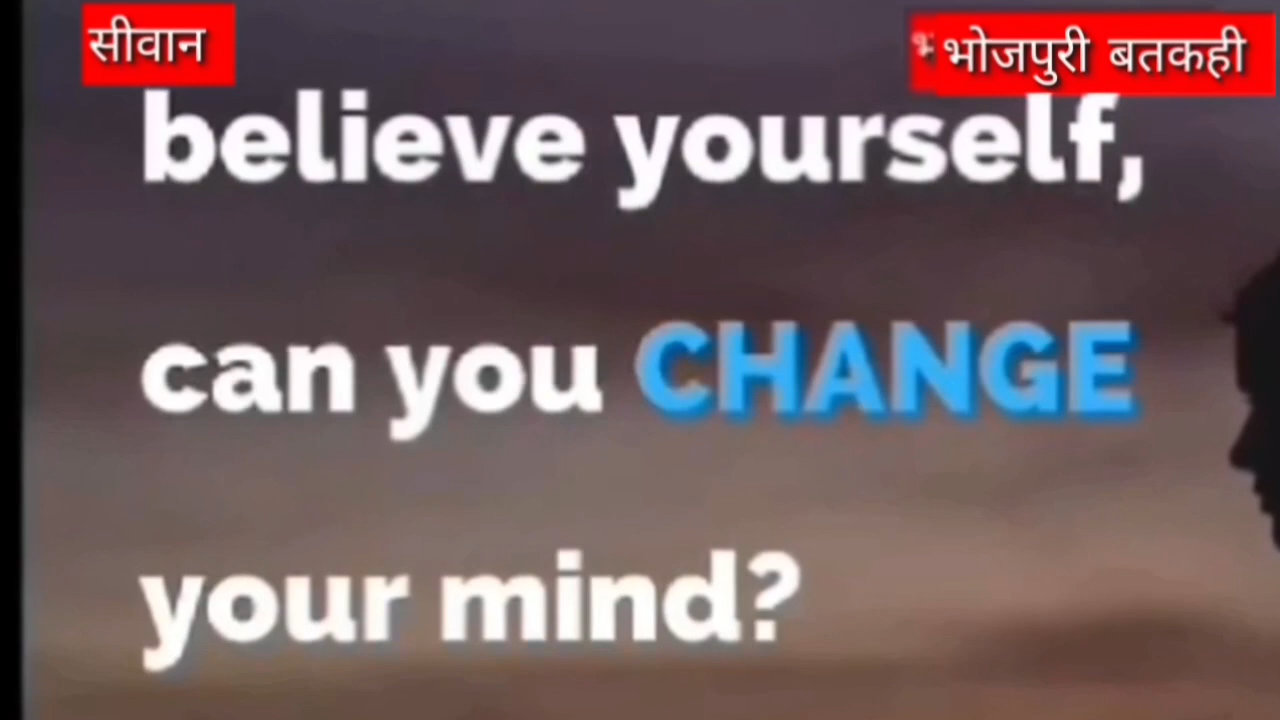 सीवान
भोजपुरी बतकही
believe yourself,
can you CHANGE
your mind?